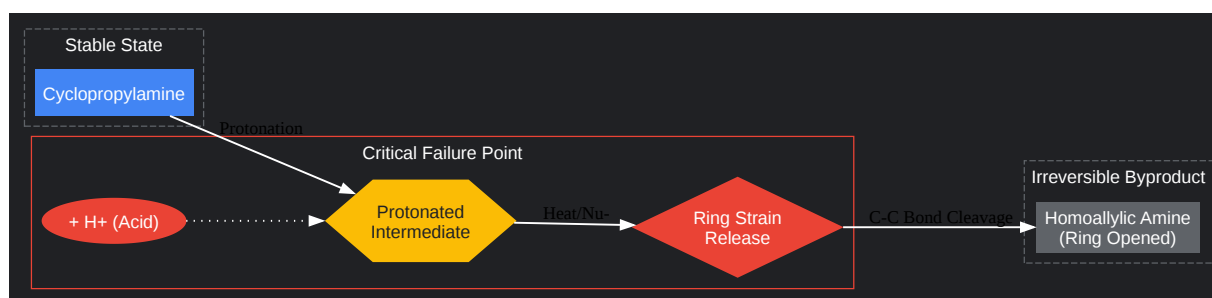 Stable State
Cyclopropylamine
Protonation
Critical Failure Point
+ H+ (Acid)
Protonated
Intermediate
Heat/Nu-
Ring Strain
Release
C-C Bond Cleavage
Irreversible Byproduct
Homoallylic Amine
(Ring Opened)